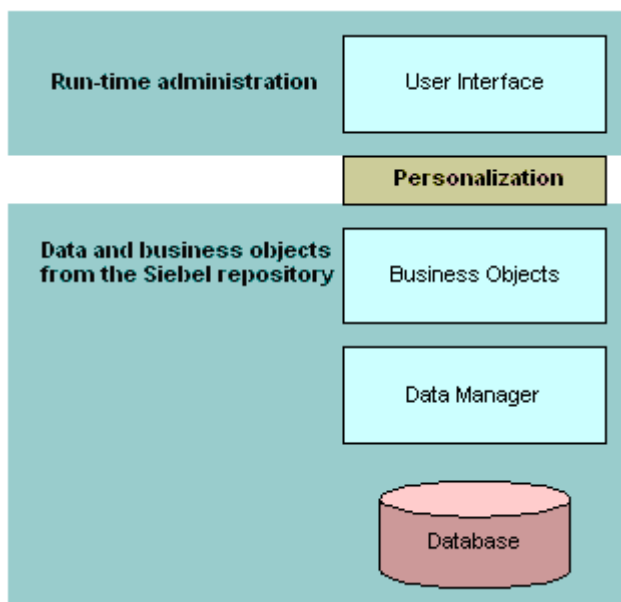 Run-time administration
User Interface
Personalization
Data and business objects
from the Siebel repository
Business Objects
Data Manager
Database